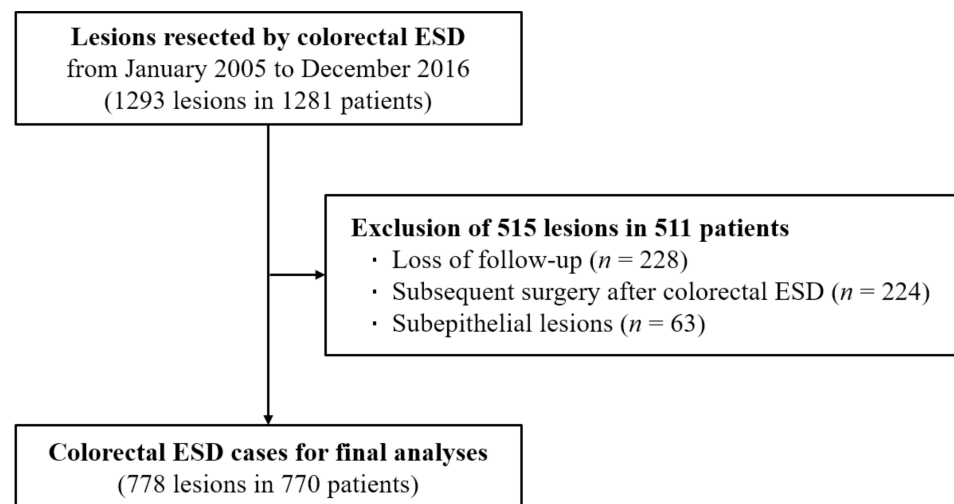 Lesions resected by colorectal ESD
from January 2005 to December 2016
(1293 lesions in 1281 patients)
Exclusion of 515 lesions in 511 patients
· Loss of follow-up (n = 228)
· Subsequent surgery after colorectal ESD (n = 224)
· Subepithelial lesions (n = 63)
Colorectal ESD cases for final analyses
(778 lesions in 770 patients)